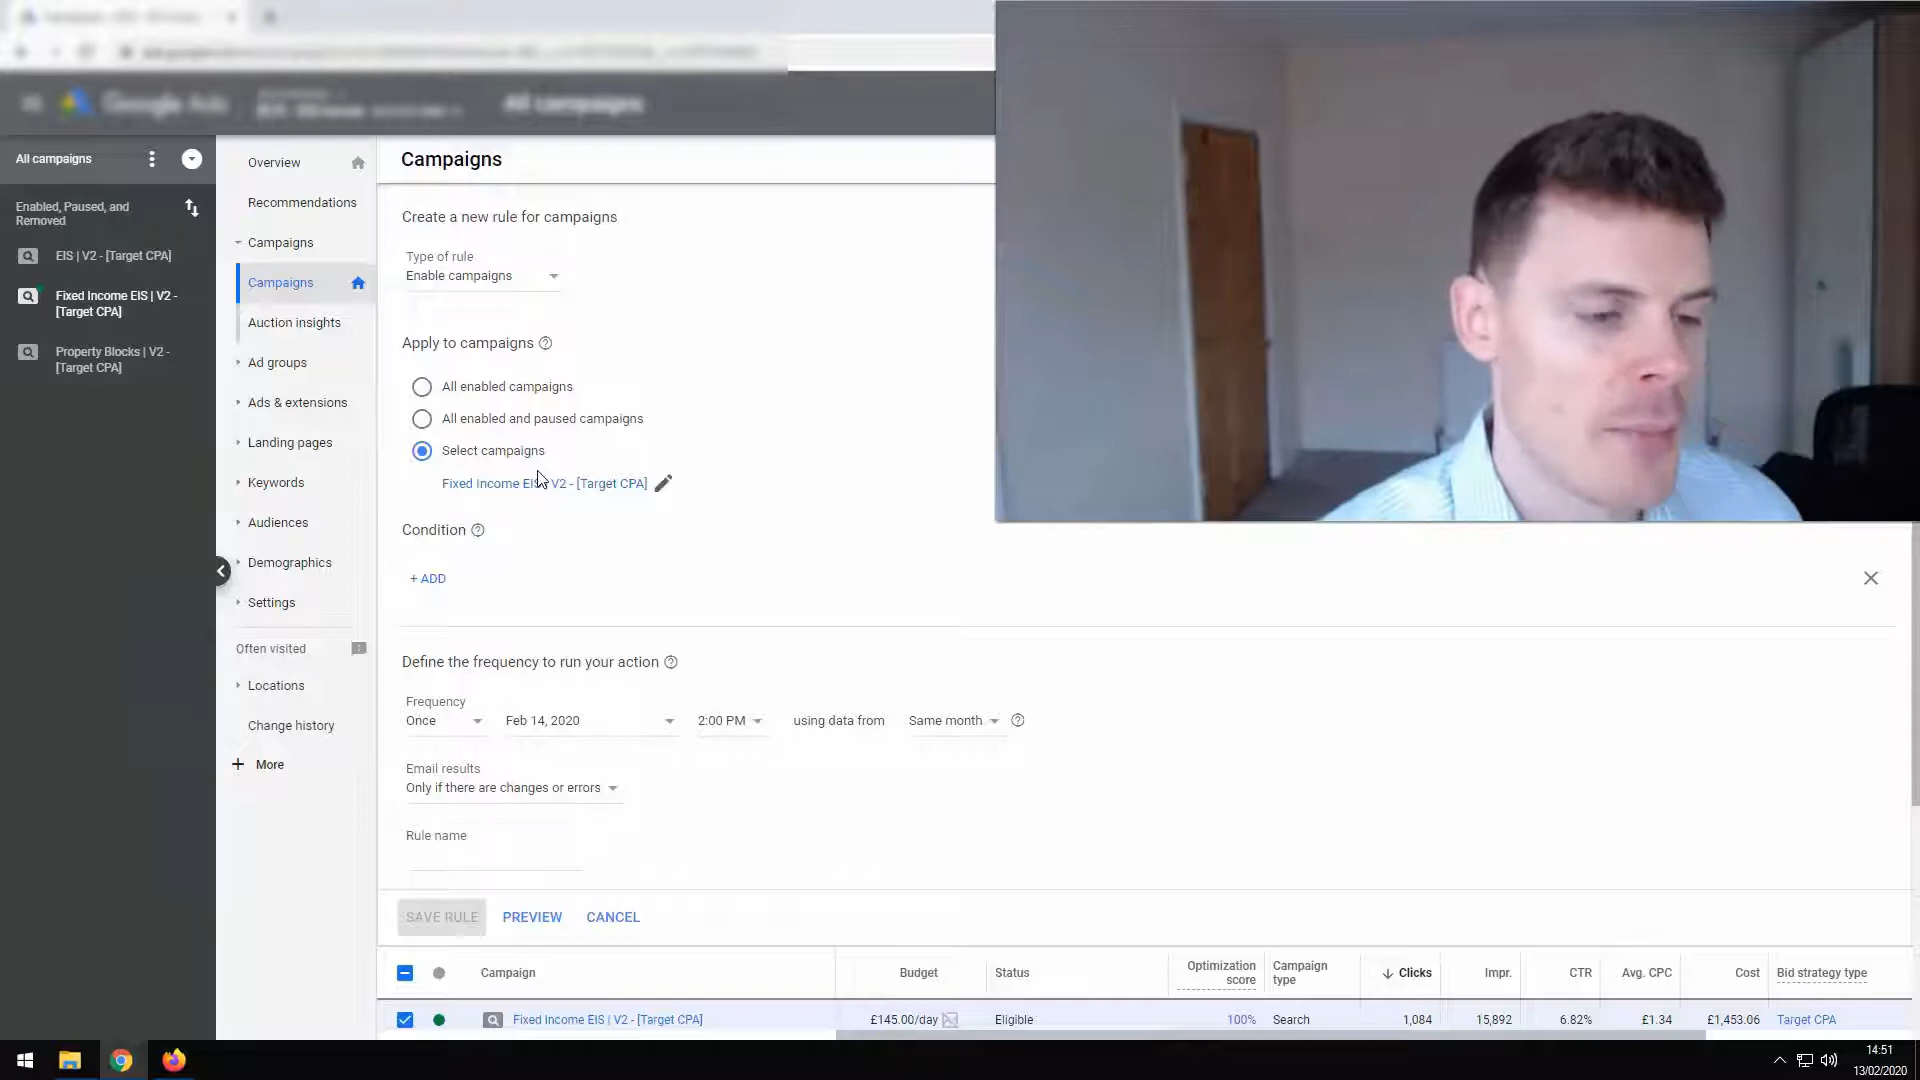 Google Ads
All campaigns
All campaigns
Enabled, Paused, and
Removed
EIS | V2 - [Target CPA]
Fixed Income EIS | V2 -
[Target CPA]
Property Blocks | V2 -
[Target CPA]
Overview
Recommendations
Campaigns
Campaigns
Auction insights
Ad groups
Ads & extensions
Landing pages
Keywords
Audiences
Demographics
Settings
Often visited
Locations
Change history
+ More
Campaigns
Create a new rule for campaigns
Type of rule
Enable campaigns
Apply to campaigns
All enabled campaigns
All enabled and paused campaigns
Select campaigns
Fixed Income EIS | V2 - [Target CPA]
Condition
+ ADD
Define the frequency to run your action
Frequency
Once Feb 14, 2020 2:00 PM using data from Same month
Email results
Only if there are changes or errors
Rule name
SAVE RULE PREVIEW CANCEL
Campaign Budget Status Optimization score Campaign type Clicks Impr. CTR Avg. CPC Cost Bid strategy type
Fixed Income EIS | V2 - [Target CPA] £145.00/day Eligible 100% Search 1,084 15,892 6.82% £1.34 £1,453.06 Target CPA
14:51
13/02/2020